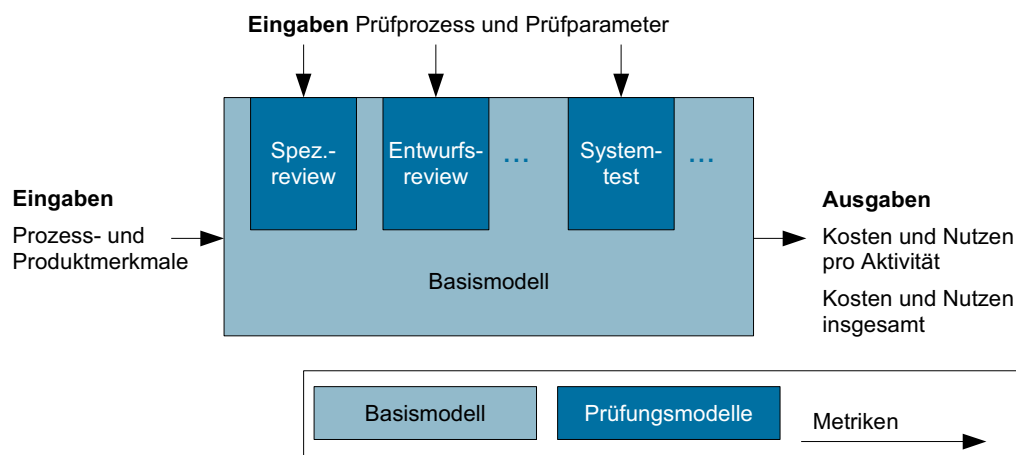 Eingaben Prüfprozess und Prüfparameter
Spez.-
review
Entwurfs-
review
...
System-
test
...
Eingaben
Prozess- und
Produktmerkmale
Basismodell
Ausgaben
Kosten und Nutzen
pro Aktivität
Kosten und Nutzen
insgesamt
Basismodell
Prüfungsmodelle
Metriken